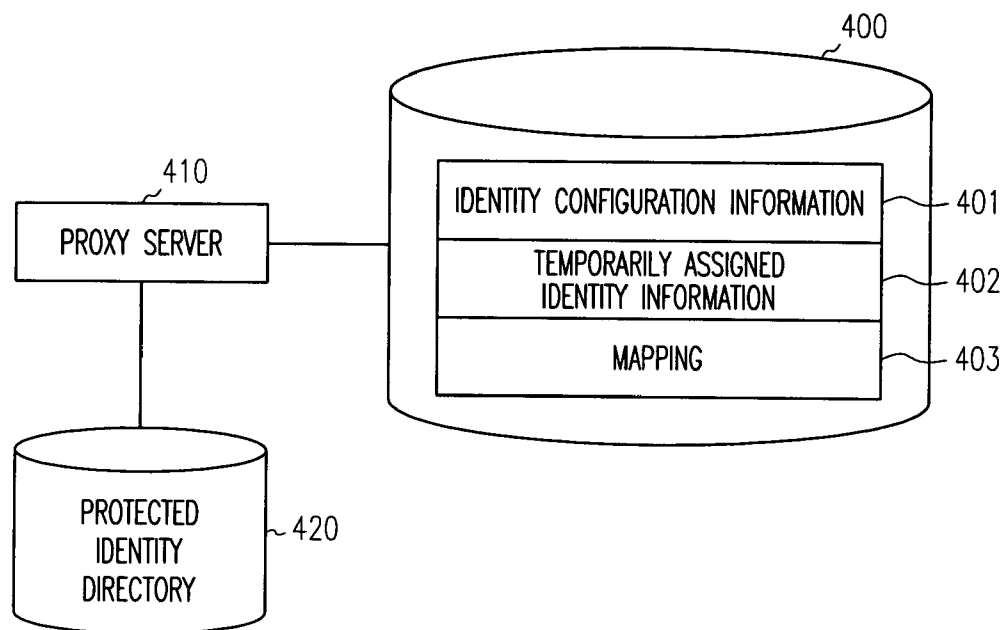 400
410
PROXY SERVER
IDENTITY CONFIGURATION INFORMATION
401
TEMPORARILY ASSIGNED
IDENTITY INFORMATION
402
MAPPING
403
PROTECTED
IDENTITY
DIRECTORY
420